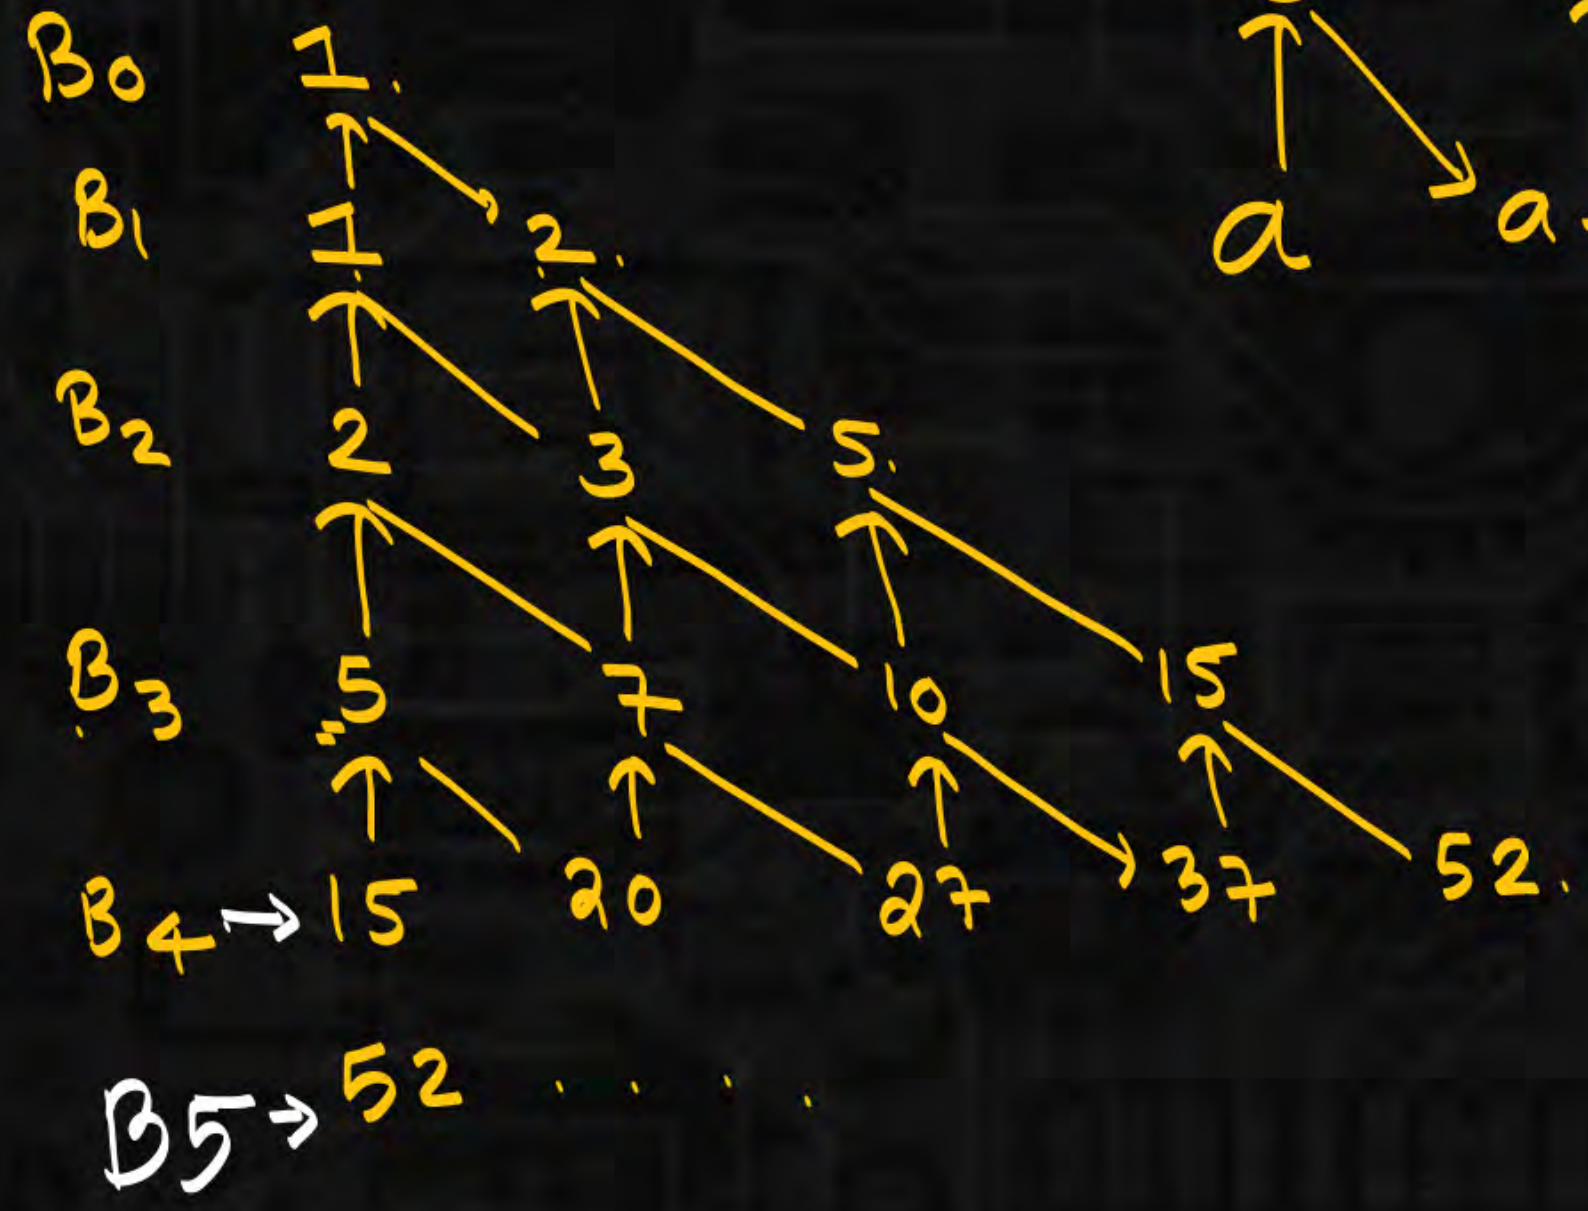 B0 1.
B1 1 2.
a a
B2 2 3 5.
B3 5 7 10 15
B4 → 15 20 27 37 52.
B5 → 52 . . . .